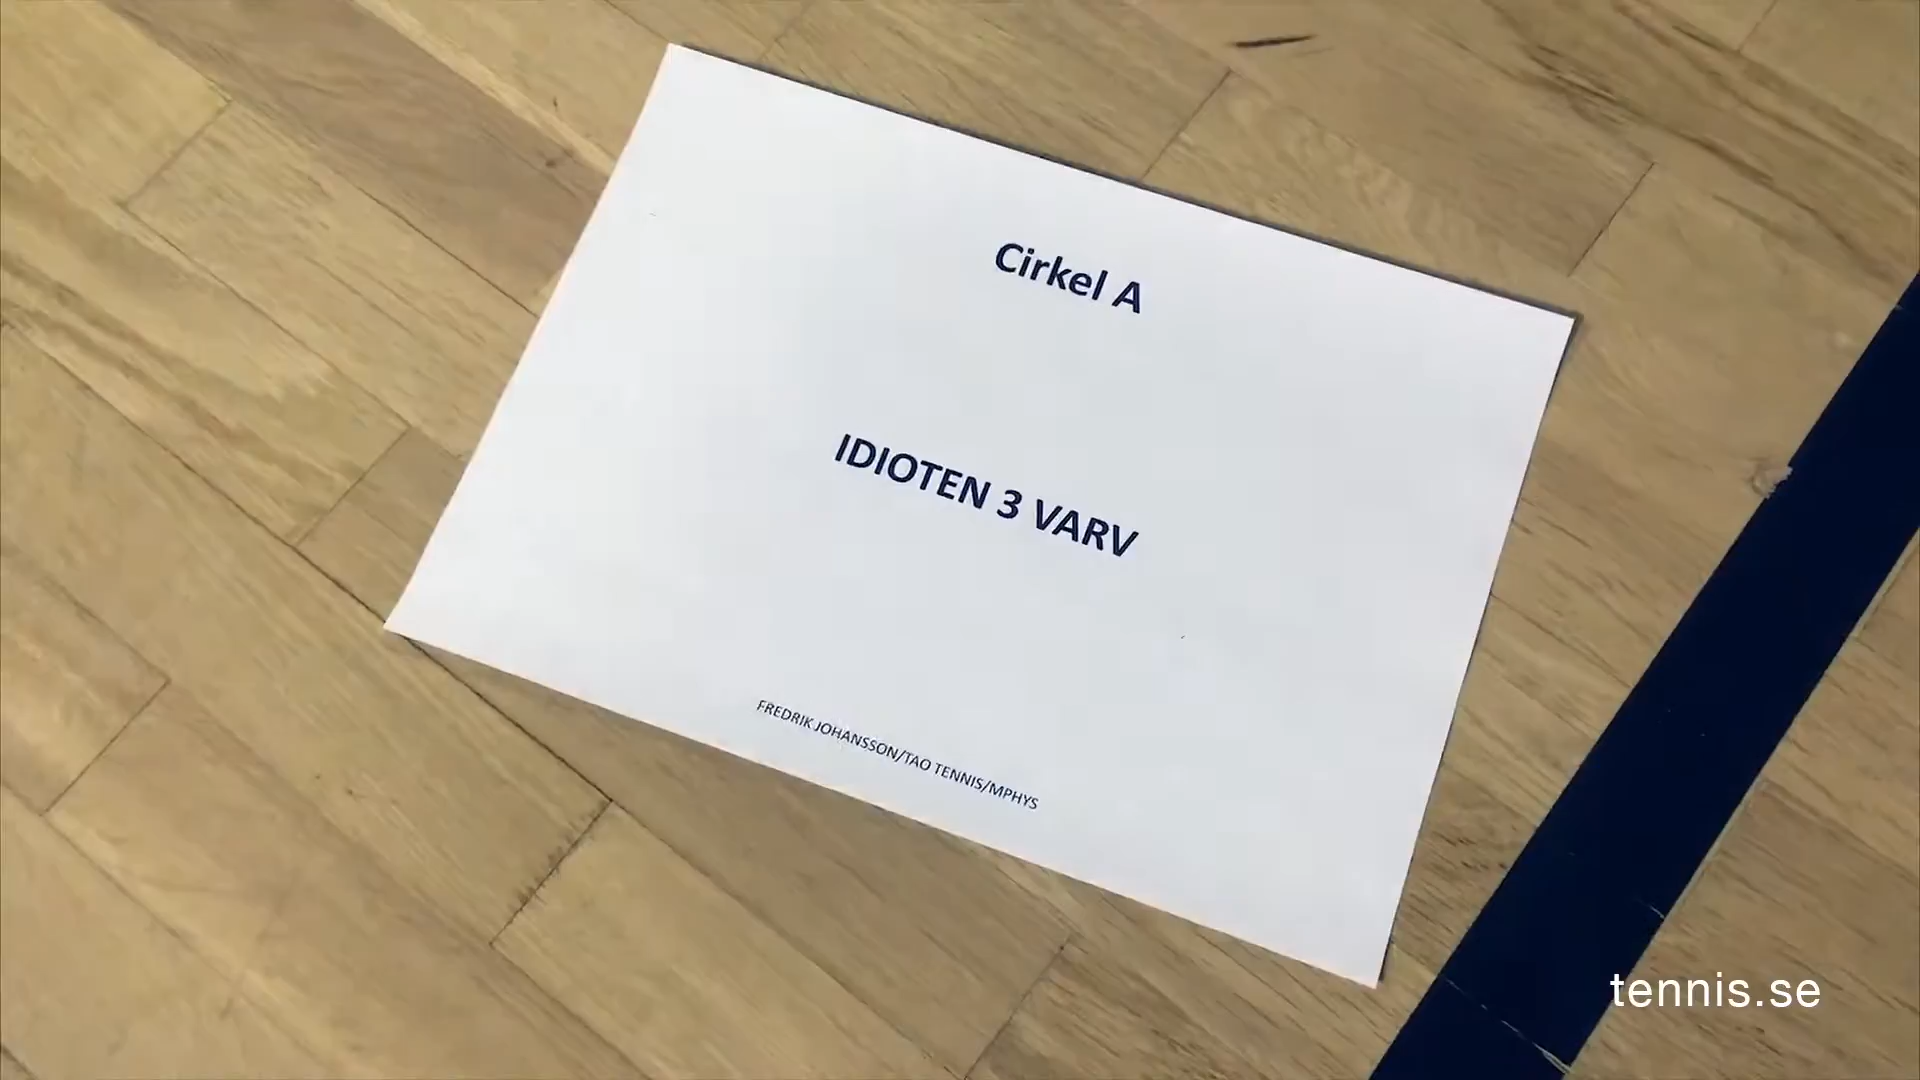 Cirkel A
IDIOTEN 3 VARV
FREDRIK JOHANSSON/TAO TENNIS/MPHYS
tennis.se